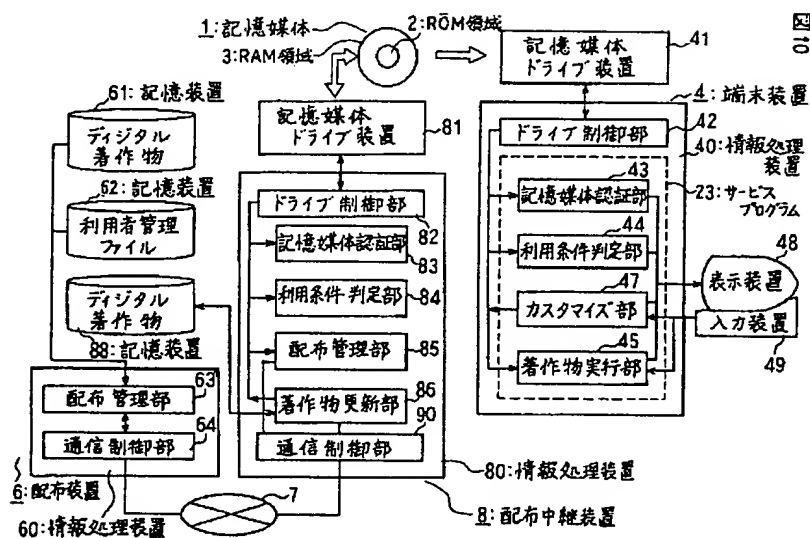 図10
1:記憶媒体
2:ROM領域
3:RAM領域
記憶媒体
ドライブ装置
41
61:記憶装置
ディジタル
著作物
62:記憶装置
利用者管理
ファイル
ディジタル
著作物
88:記憶装置
配布管理部
63
通信制御部
64
6:配布装置
60:情報処理装置
7
記憶媒体
ドライブ装置
81
ドライブ制御部
82
記憶媒体認証部
83
利用条件判定部
84
配布管理部
85
著作物更新部
86
通信制御部
90
80:情報処理装置
8:配布中継装置
4:端末装置
ドライブ制御部
42
40:情報処理
装置
23:サービス
プログラム
43
記憶媒体認証部
44
利用条件判定部
47
カスタマイズ部
45
著作物実行部
48
表示装置
入力装置
49